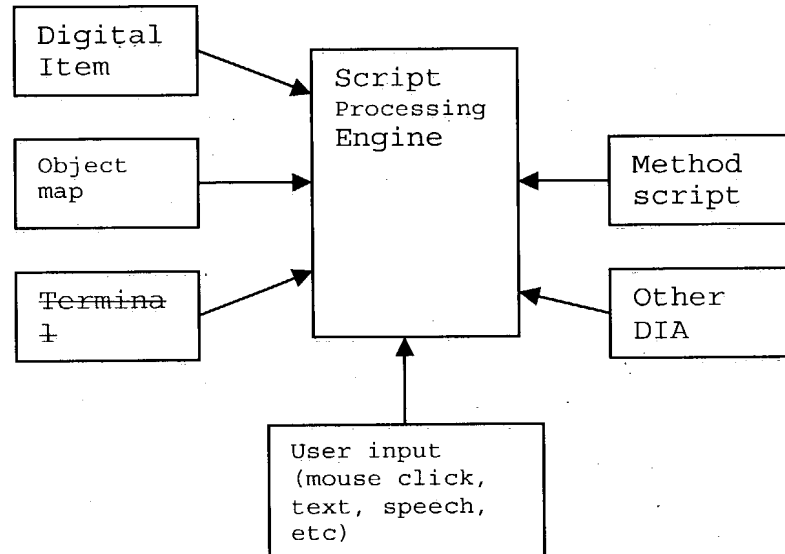 Digital
Item
Script
Processing
Engine
Object
map
Method
script
Termina
l
Other
DIA
User input
(mouse click,
text, speech,
etc)